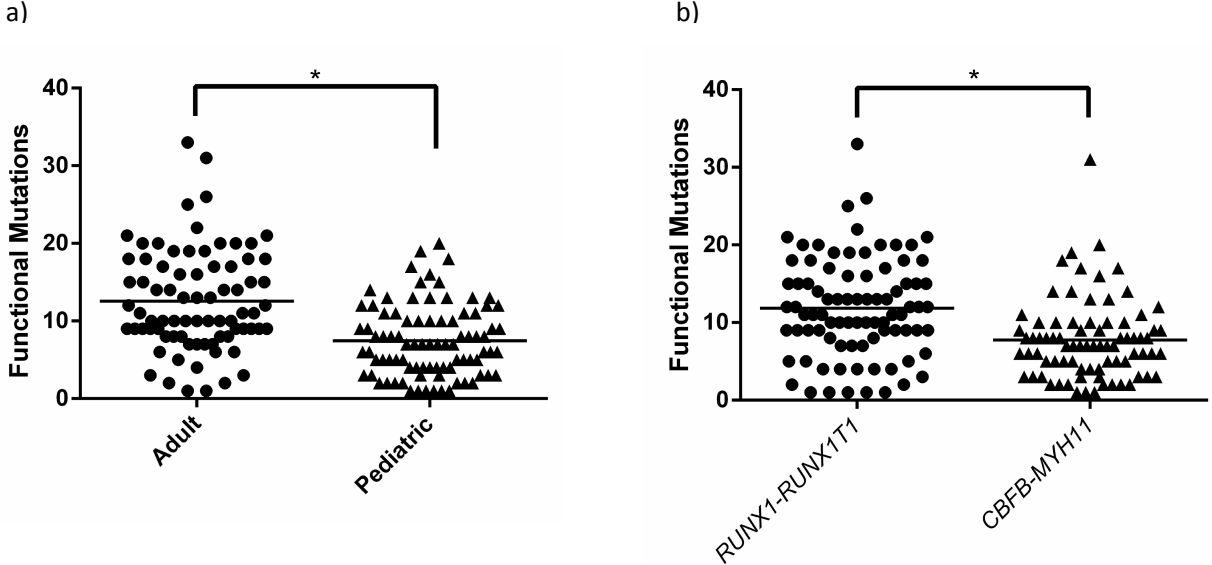 a)
Functional Mutations
40
30
20
10
0
*
Adult
Pediatric
b)
Functional Mutations
40
30
20
10
0
*
RUNX1-RUNX1T1
CBFB-MYH11